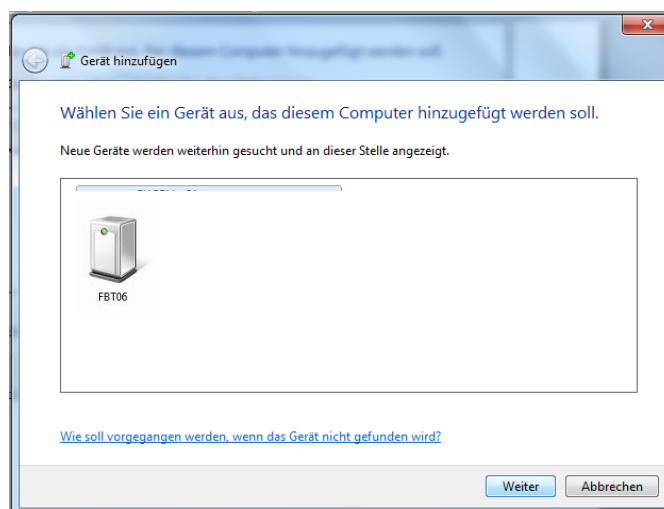 Gerät hinzufügen
Wählen Sie ein Gerät aus, das diesem Computer hinzugefügt werden soll.
Neue Geräte werden weiterhin gesucht und an dieser Stelle angezeigt.
FBT06
Wie soll vorgegangen werden, wenn das Gerät nicht gefunden wird?
Weiter
Abbrechen